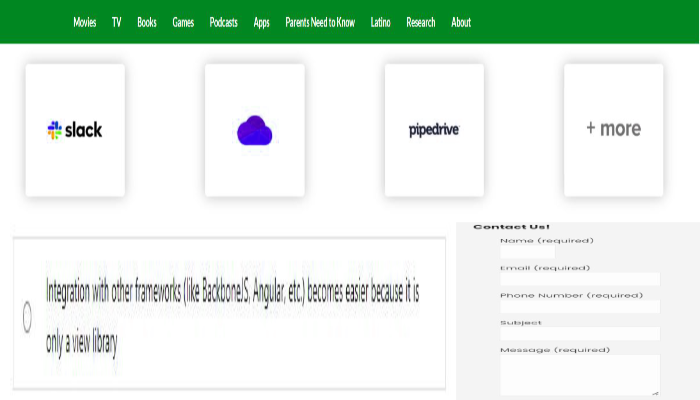 Movies TV Books Games Podcasts Apps Parents Need to Know Latino Research About
slack pipedrive + more
Contact Us!
Name (required)
Email (required)
Phone Number (required)
Subject
Message (required)
Integration with other frameworks (like BackboneJS, Angular, etc.) becomes easier because it is
only a view library